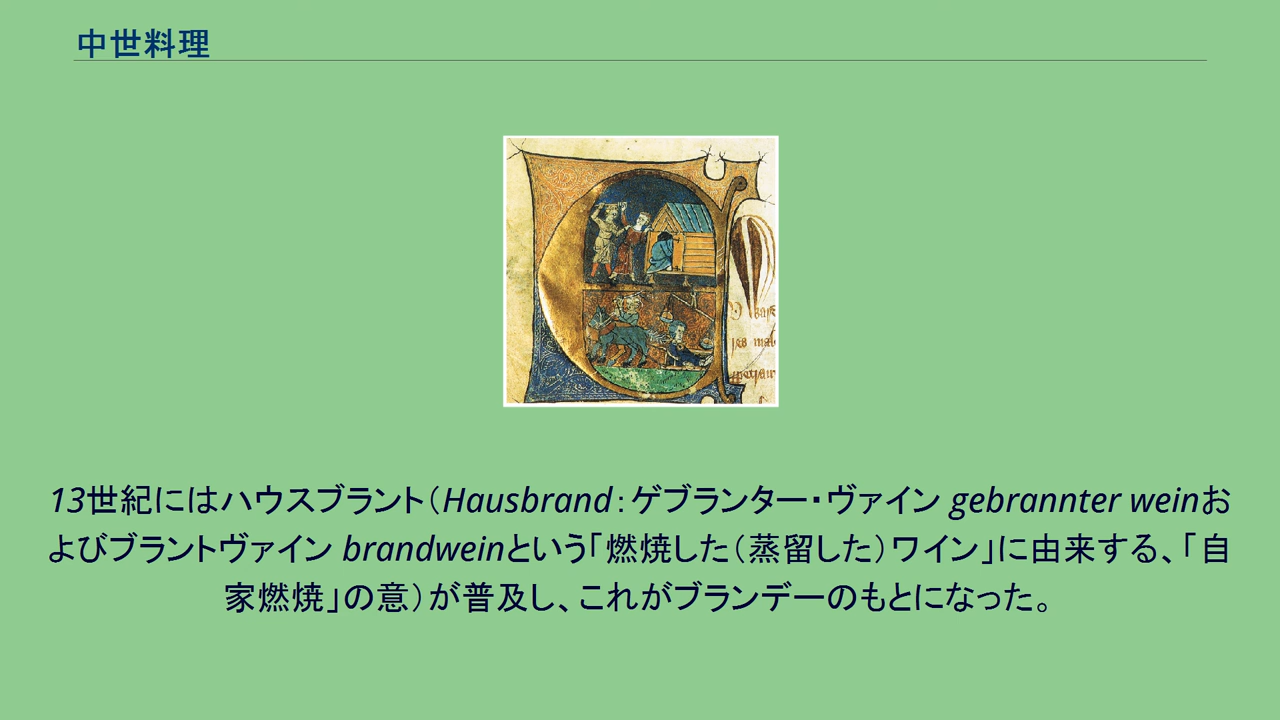 中世料理
13世紀にはハウスブラント（Hausbrand：ゲブランター・ヴァイン gebrannter weinお
よびブラントヴァイン brandweinという「燃焼した（蒸留した）ワイン」に由来する、「自
家燃焼」の意）が普及し、これがブランデーのもとになった。